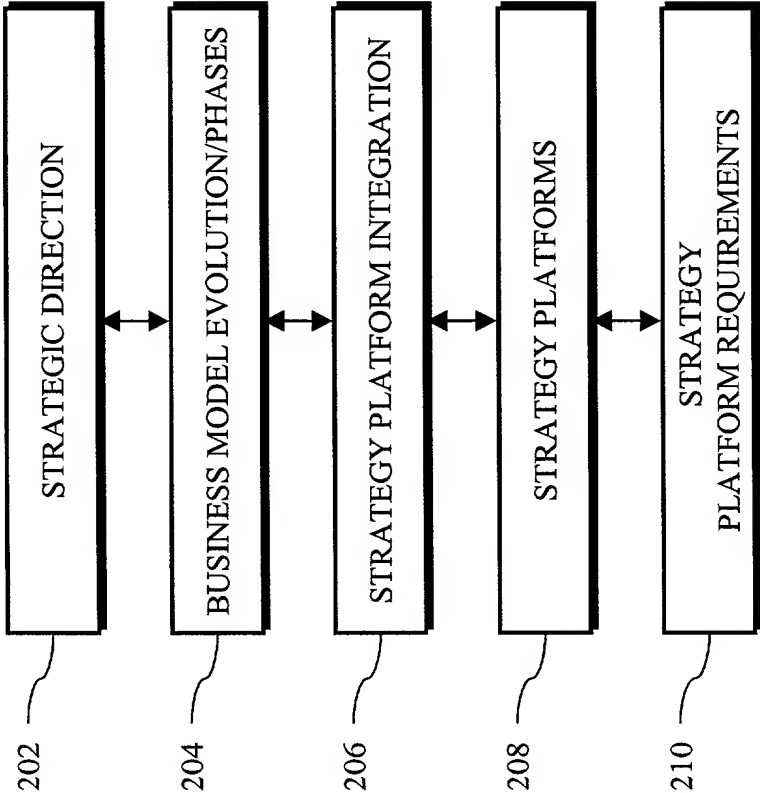 202
STRATEGIC DIRECTION
204
BUSINESS MODEL EVOLUTION/PHASES
206
STRATEGY PLATFORM INTEGRATION
208
STRATEGY PLATFORMS
210
STRATEGY
PLATFORM REQUIREMENTS